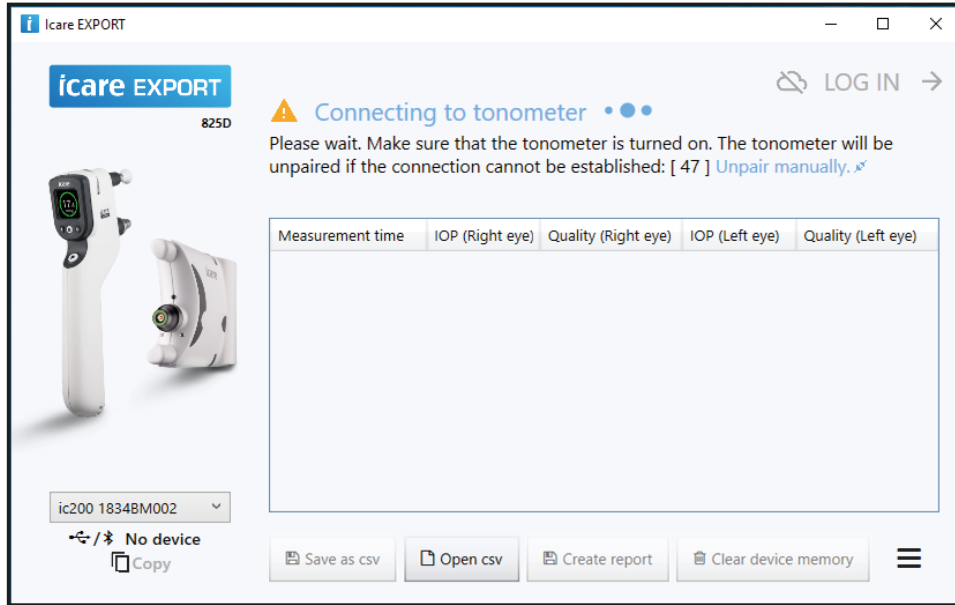 Icare EXPORT
icare EXPORT
825D
LOG IN
Connecting to tonometer
Please wait. Make sure that the tonometer is turned on. The tonometer will be
unpaired if the connection cannot be established: [ 47 ] Unpair manually.
Measurement time IOP (Right eye) Quality (Right eye) IOP (Left eye) Quality (Left eye)
icare
icare
ic200 1834BM002
/ No device
Copy
Save as csv Open csv Create report Clear device memory